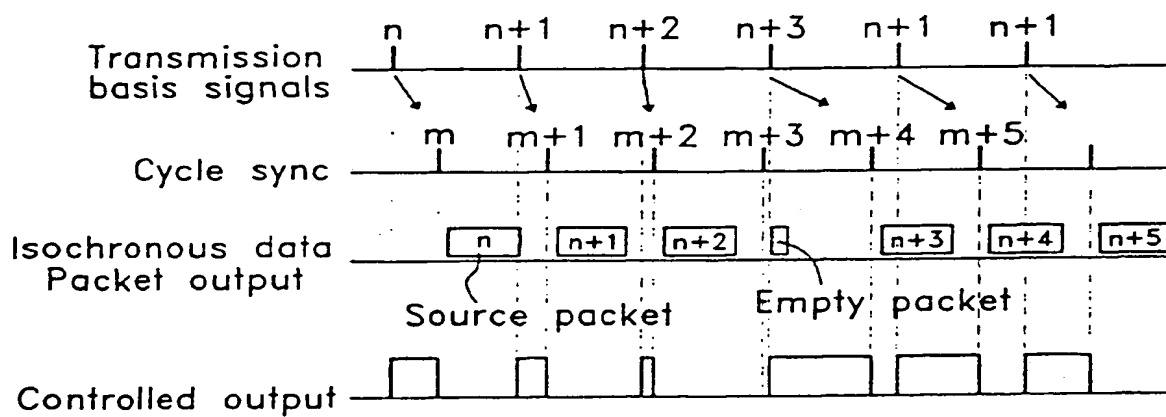 n n+1 n+2 n+3 n+1 n+1
Transmission
basis signals
m m+1 m+2 m+3 m+4 m+5
Cycle sync
n n+1 n+2 n+3 n+4 n+5
Isochronous data
Packet output
Source packet
Empty packet
Controlled output